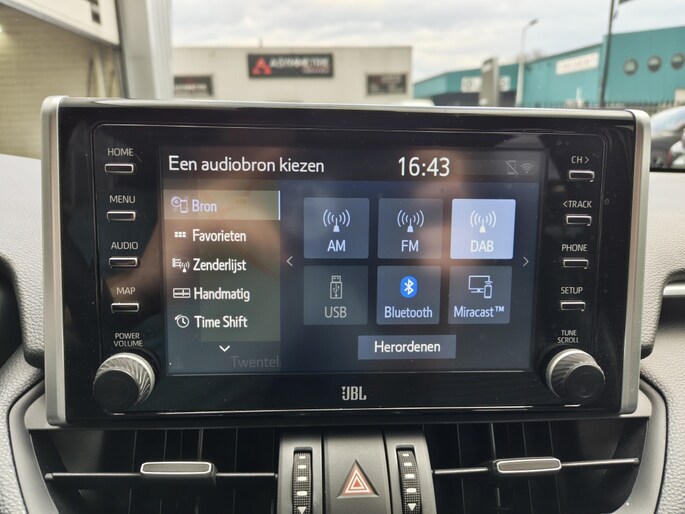 HOME
MENU
AUDIO
MAP
POWER
VOLUME
Een audiobron kiezen
16:43
Bron
Favorieten
Zenderlijst
Handmatig
Time Shift
Twentel
AM
FM
DAB
USB
Bluetooth
Miracast™
Herordenen
CH >
< TRACK
PHONE
SETUP
TUNE
SCROLL
JBL